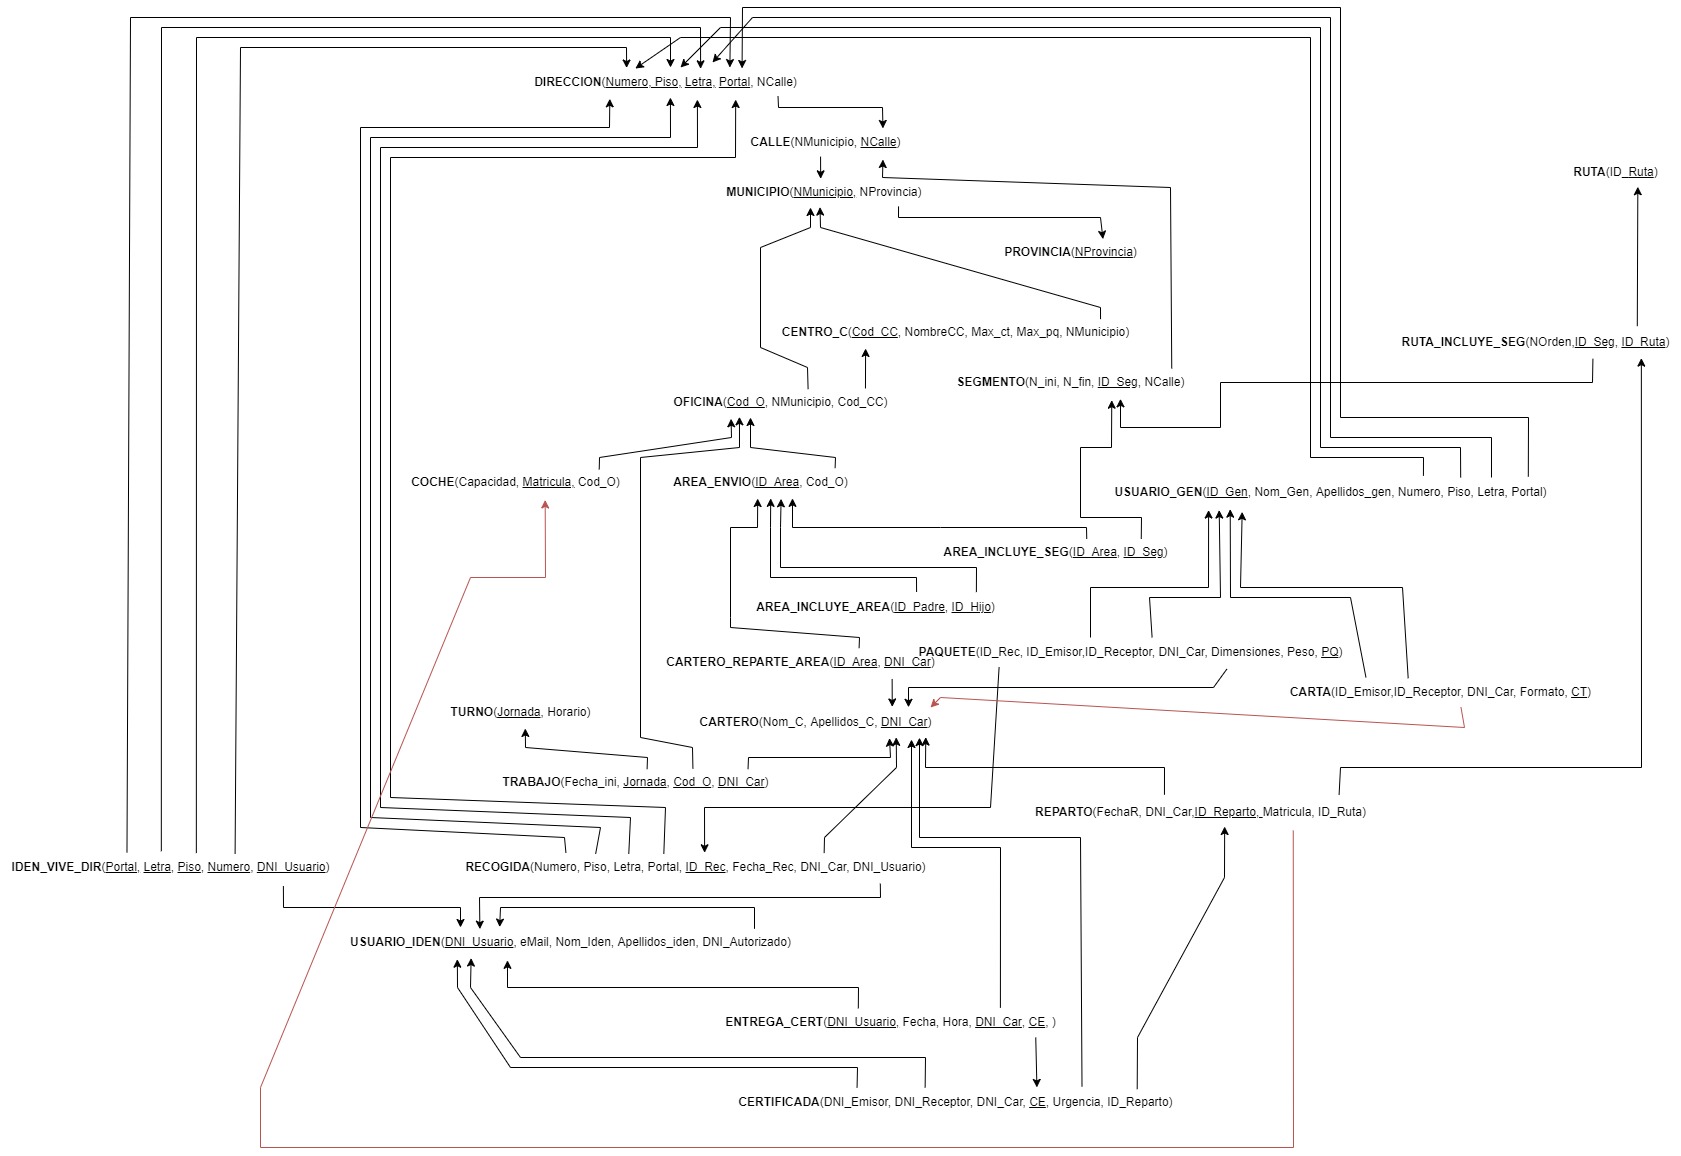 DIRECCION(Numero, Piso, Letra, Portal, NCalle)
CALLE(NMunicipio, NCalle)
RUTA(ID_Ruta)
MUNICIPIO(NMunicipio, NProvincia)
PROVINCIA(NProvincia)
CENTRO_C(Cod_CC, NombreCC, Max_ct, Max_pq, NMunicipio)
RUTA_INCLUYE_SEG(NOrden,ID_Seg, ID_Ruta)
SEGMENTO(N_ini, N_fin, ID_Seg, NCalle)
OFICINA(Cod_O, NMunicipio, Cod_CC)
COCHE(Capacidad, Matricula, Cod_O)
AREA_ENVIO(ID_Area, Cod_O)
USUARIO_GEN(ID_Gen, Nom_Gen, Apellidos_gen, Numero, Piso, Letra, Portal)
AREA_INCLUYE_SEG(ID_Area, ID_Seg)
AREA_INCLUYE_AREA(ID_Padre, ID_Hijo)
CARTERO_REPARTE_AREA(ID_Area, DNI_Car)
PAQUETE(ID_Rec, ID_Emisor,ID_Receptor, DNI_Car, Dimensiones, Peso, PQ)
CARTA(ID_Emisor,ID_Receptor, DNI_Car, Formato, CT)
TURNO(Jornada, Horario)
CARTERO(Nom_C, Apellidos_C, DNI_Car)
TRABAJO(Fecha_ini, Jornada, Cod_O, DNI_Car)
REPARTO(FechaR, DNI_Car,ID_Reparto, Matricula, ID_Ruta)
IDEN_VIVE_DIR(Portal, Letra, Piso, Numero, DNI_Usuario)
RECOGIDA(Numero, Piso, Letra, Portal, ID_Rec, Fecha_Rec, DNI_Car, DNI_Usuario)
USUARIO_IDEN(DNI_Usuario, eMail, Nom_Iden, Apellidos_iden, DNI_Autorizado)
ENTREGA_CERT(DNI_Usuario, Fecha, Hora, DNI_Car, CE, )
CERTIFICADA(DNI_Emisor, DNI_Receptor, DNI_Car, CE, Urgencia, ID_Reparto)